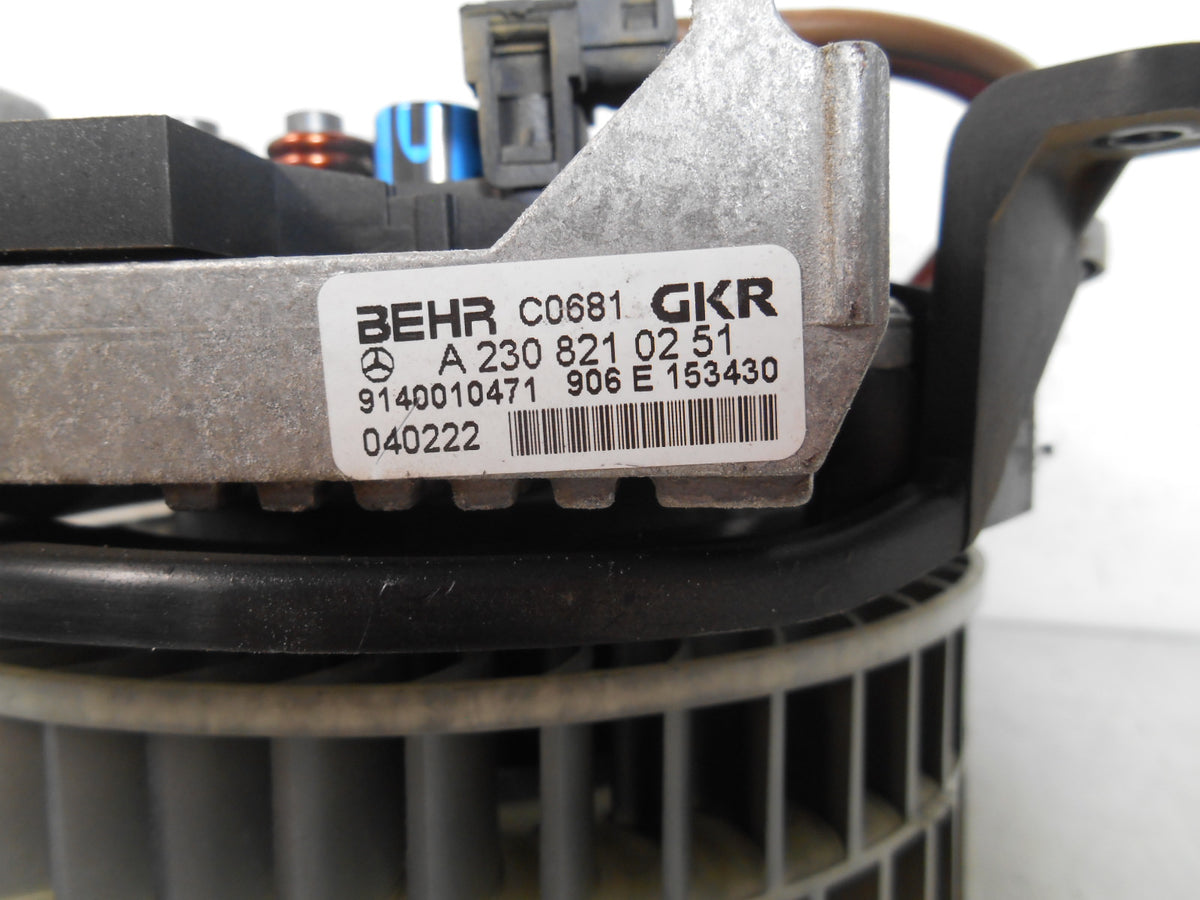 BEHR C0681 GKR
A 230 821 02 51
9140010471 906 E 153430
040222